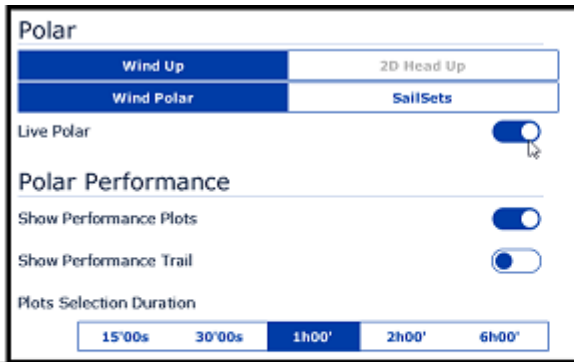 Polar
Wind Up 2D Head Up
Wind Polar SailSets
Live Polar
Polar Performance
Show Performance Plots
Show Performance Trail
Plots Selection Duration
15'00s 30'00s 1h00' 2h00' 6h00'